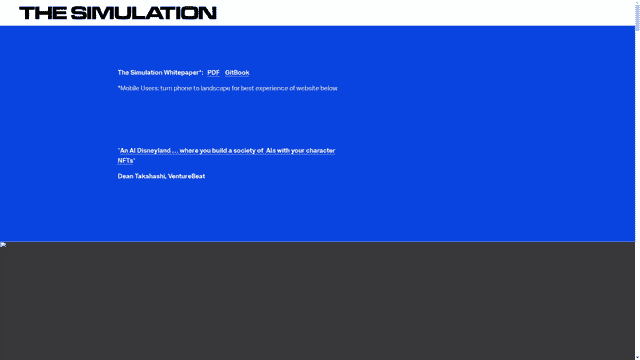 THE SIMULATION
The Simulation Whitepaper*: PDF GitBook
*Mobile Users: turn phone to landscape for best experience of website below
"An AI Disneyland ... where you build a society of AIs with your character
NFTs"
Dean Takahashi, VentureBeat